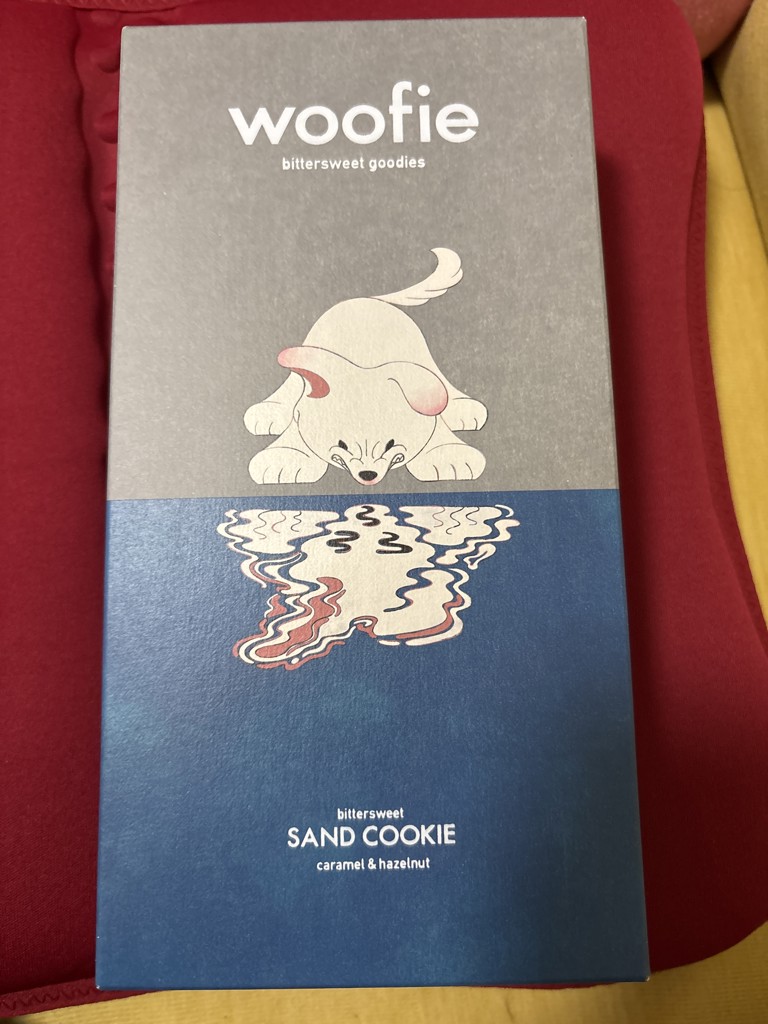 woofie
bittersweet goodies
bittersweet
SAND COOKIE
caramel & hazelnut